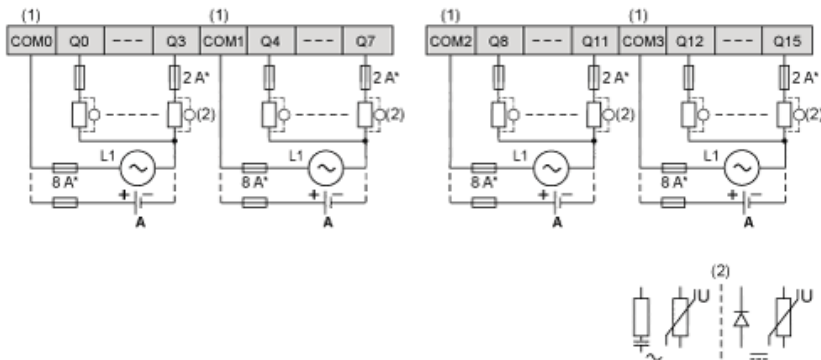 (1) (1) (1) (1)
COM0 Q0 --- Q3 COM1 Q4 --- Q7 COM2 Q8 --- Q11 COM3 Q12 --- Q15
2 A* 2 A* 2 A* 2 A*
(2) (2) (2) (2)
L1 L1 L1 L1
8 A* 8 A* 8 A* 8 A*
+ − + − + − + −
A A A A
(2)
U U